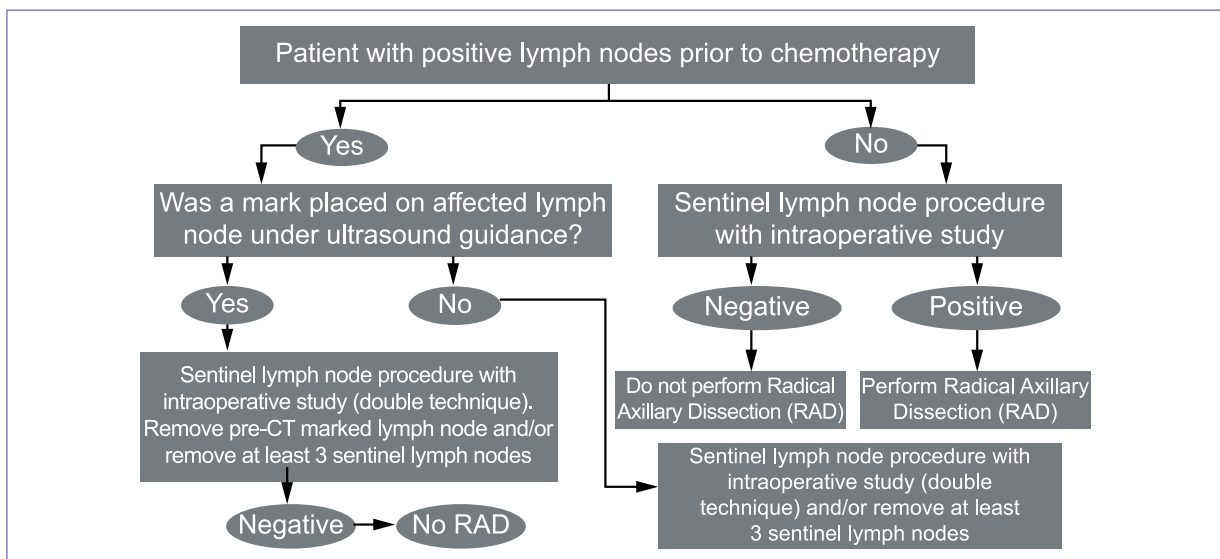 Patient with positive lymph nodes prior to chemotherapy
Yes
No
Was a mark placed on affected lymph
node under ultrasound guidance?
Sentinel lymph node procedure
with intraoperative study
Yes
No
Negative
Positive
Sentinel lymph node procedure with
intraoperative study (double technique).
Remove pre-CT marked lymph node and/or
remove at least 3 sentinel lymph nodes
Do not perform Radical
Axillary Dissection (RAD)
Perform Radical Axillary
Dissection (RAD)
Sentinel lymph node procedure with
intraoperative study (double
technique) and/or remove at least
3 sentinel lymph nodes
Negative
No RAD